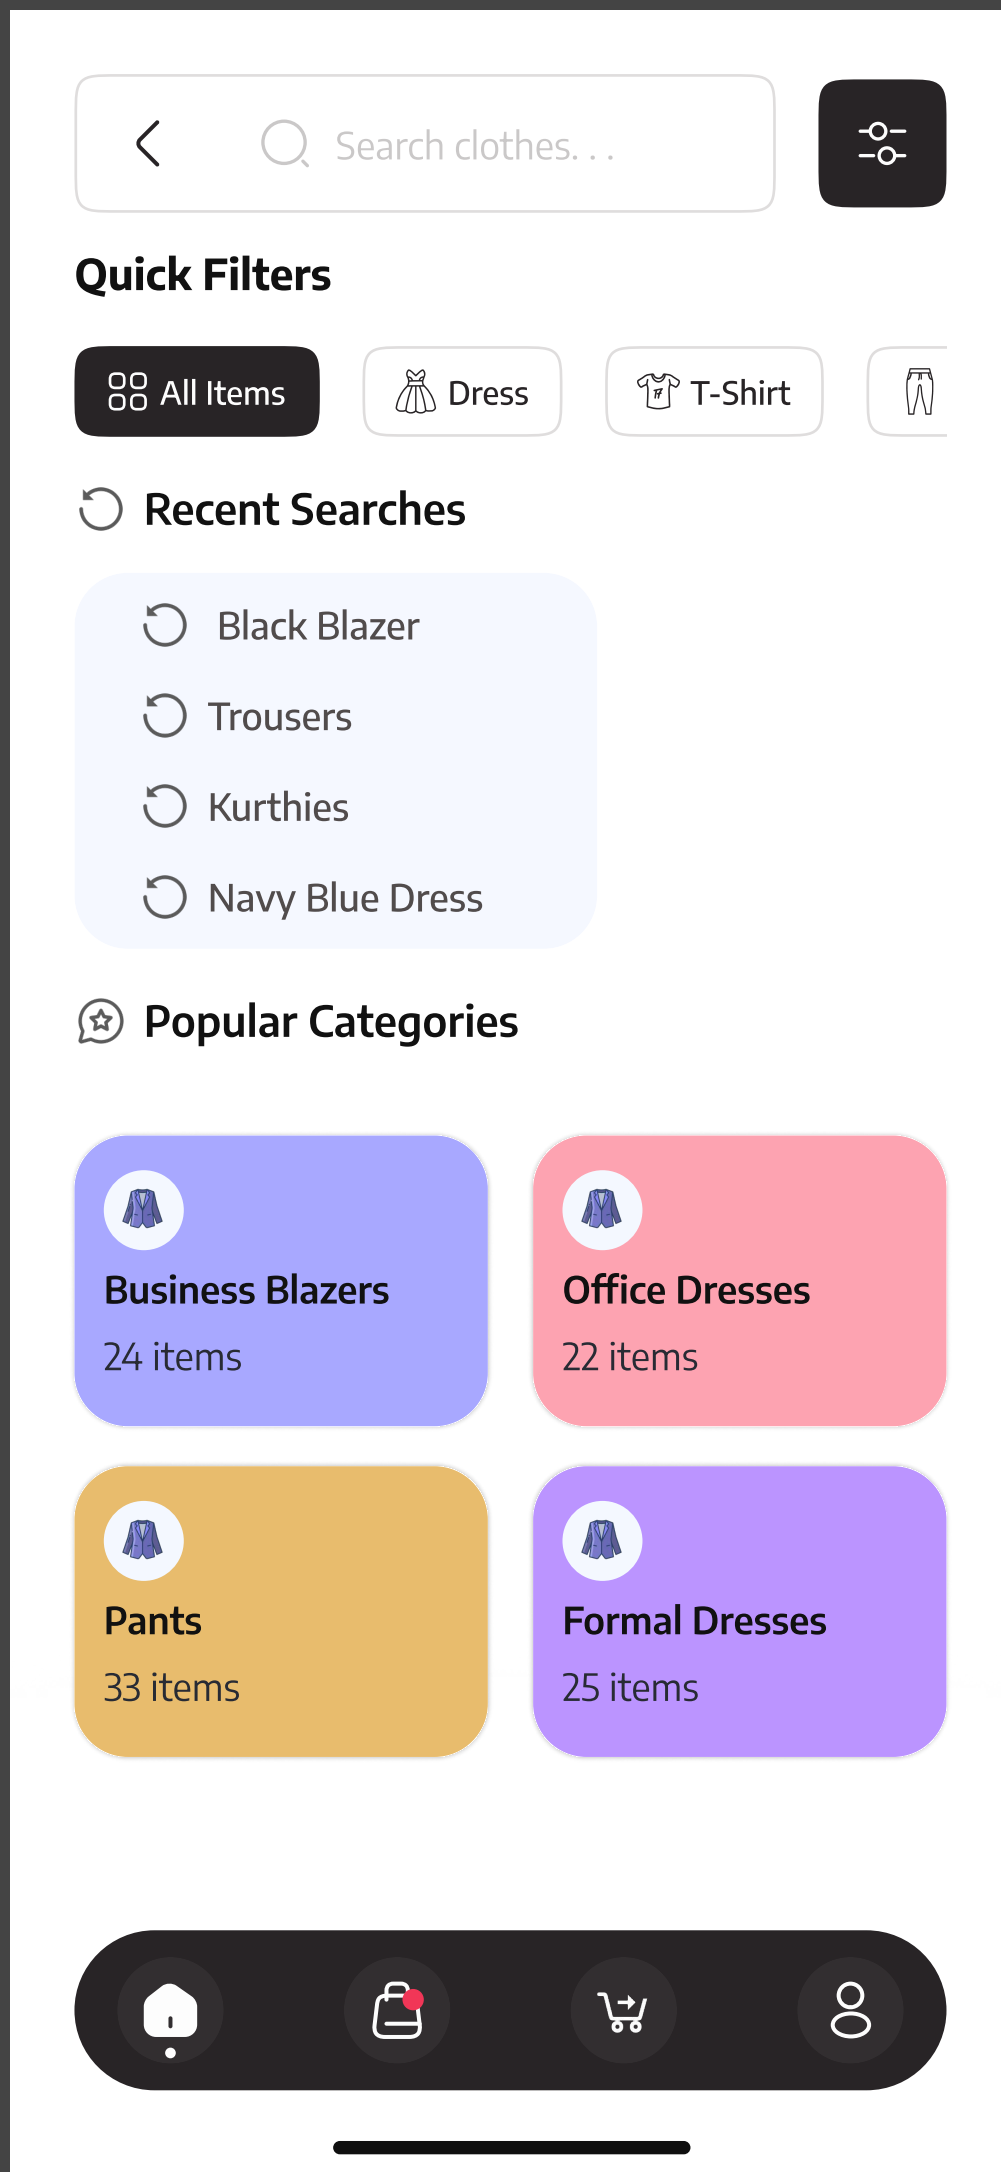 Search clothes. . .
Quick Filters
All Items
Dress
T-Shirt
Recent Searches
Black Blazer
Trousers
Kurthies
Navy Blue Dress
Popular Categories
Business Blazers
24 items
Office Dresses
22 items
Pants
33 items
Formal Dresses
25 items